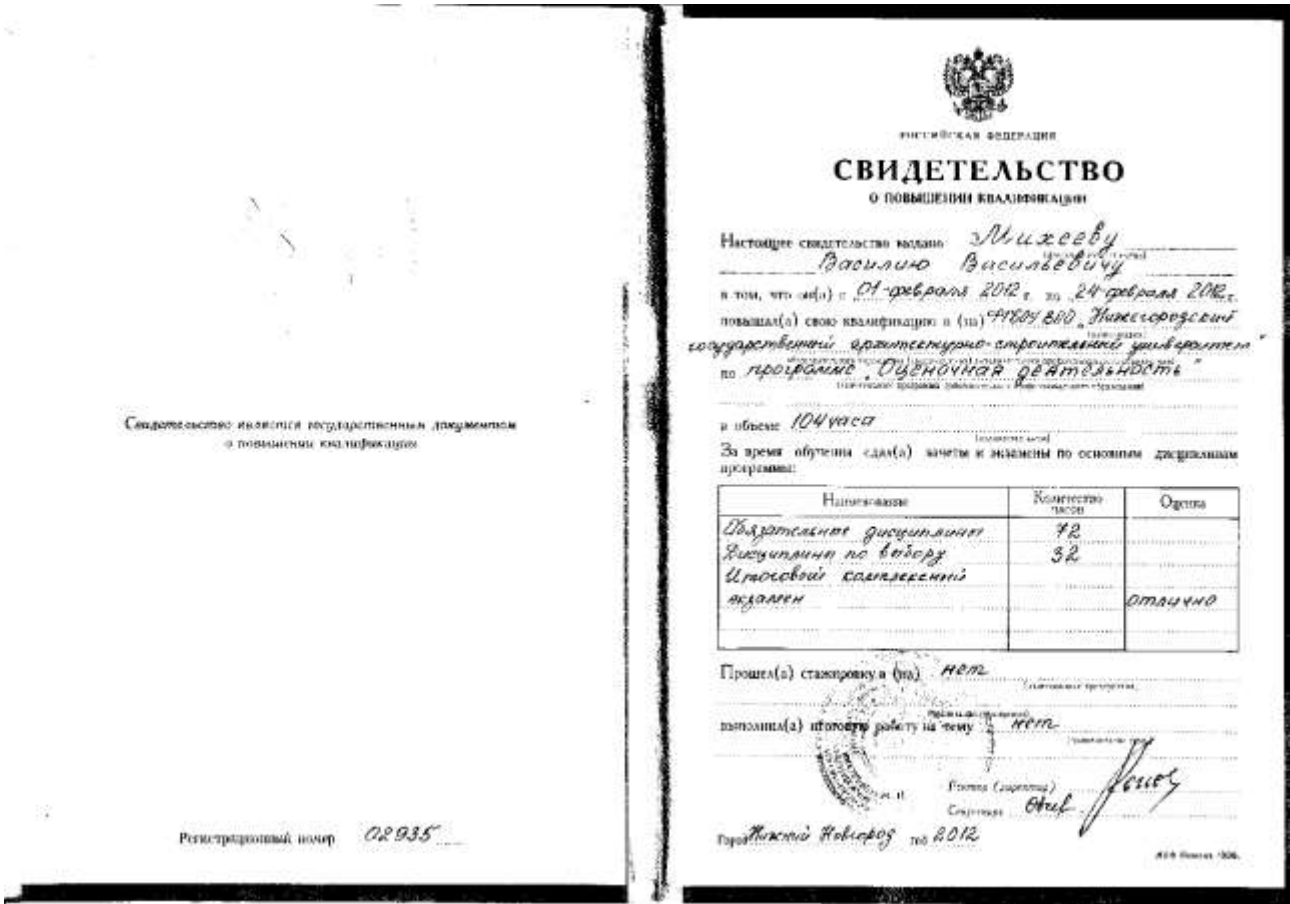 Свидетельство является государственным документом
о повышении квалификации
Регистрационный номер 02935
РОССИЙСКАЯ ФЕДЕРАЦИЯ
СВИДЕТЕЛЬСТВО
О ПОВЫШЕНИИ КВАЛИФИКАЦИИ
Настоящее свидетельство выдано Михееву
Василию Васильевичу
в том, что он(а) с 01 февраля 2012 г. по 24 февраля 2012 г.
повышал(а) свою квалификацию в (на) ФГБОУ ВПО „Нижегородский
государственный архитектурно-строительный университет"
по программе „Оценочная деятельность"
в объеме 104 часа
За время обучения сдал(а) зачеты и экзамены по основным дисциплинам
программы:
Наименование Количество часов Оценка
Обязательные дисциплины 72
Дисциплины по выбору 32
Итоговый комплексный
экзамен отлично
Прошел(а) стажировку в (на) нет
выполнил(а) итоговую работу на тему нет
Ректор (директор)
Секретарь
Город Нижний Новгород год 2012